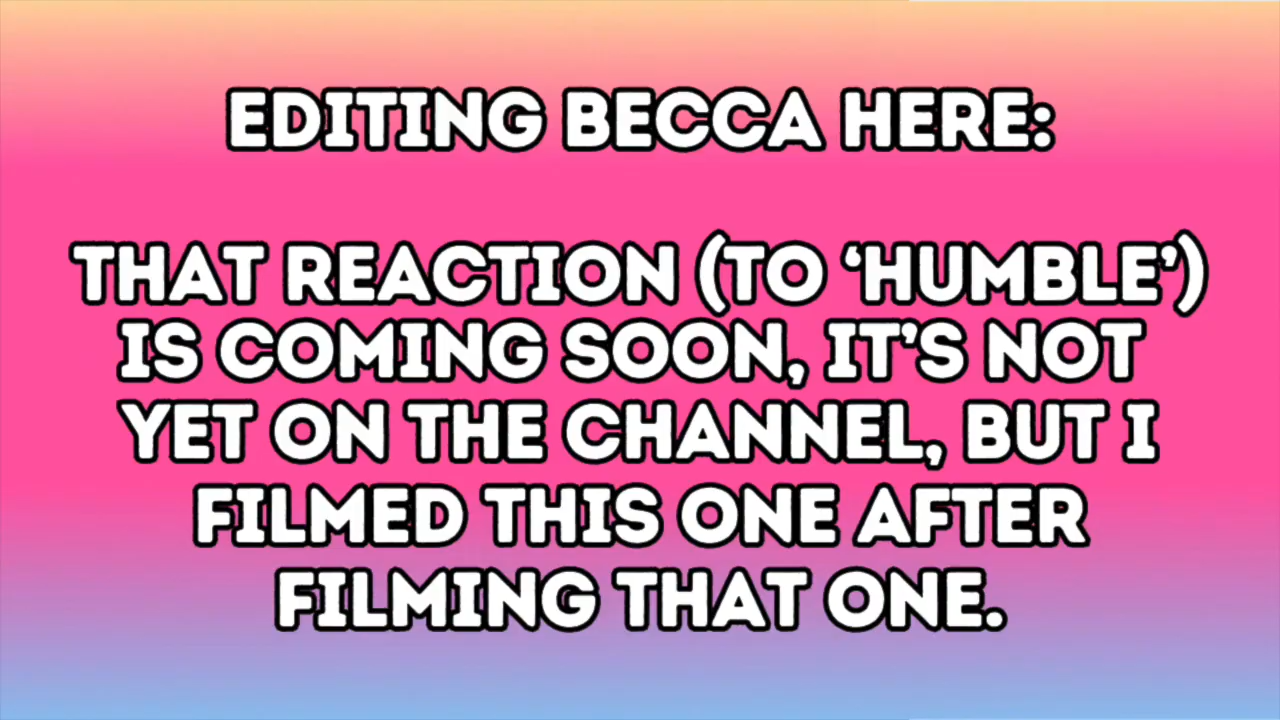 EDITING BECCA HERE:
THAT REACTION (TO ‘HUMBLE’)
IS COMING SOON, IT’S NOT
YET ON THE CHANNEL, BUT I
FILMED THIS ONE AFTER
FILMING THAT ONE.